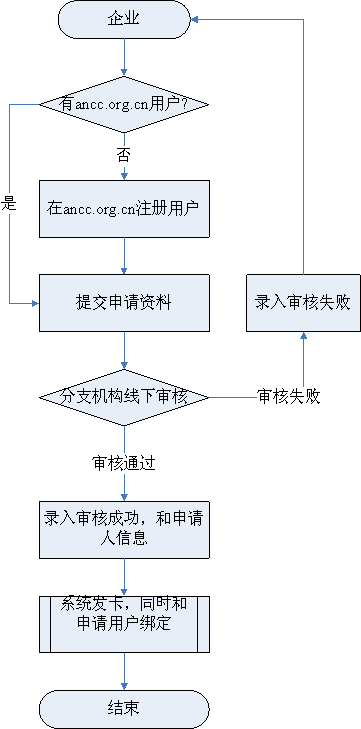 企业
有ancc.org.cn用户?
否
是
在ancc.org.cn注册用户
提交申请资料
录入审核失败
分支机构线下审核
审核失败
审核通过
录入审核成功，和申请
人信息
系统发卡，同时和
申请用户绑定
结束